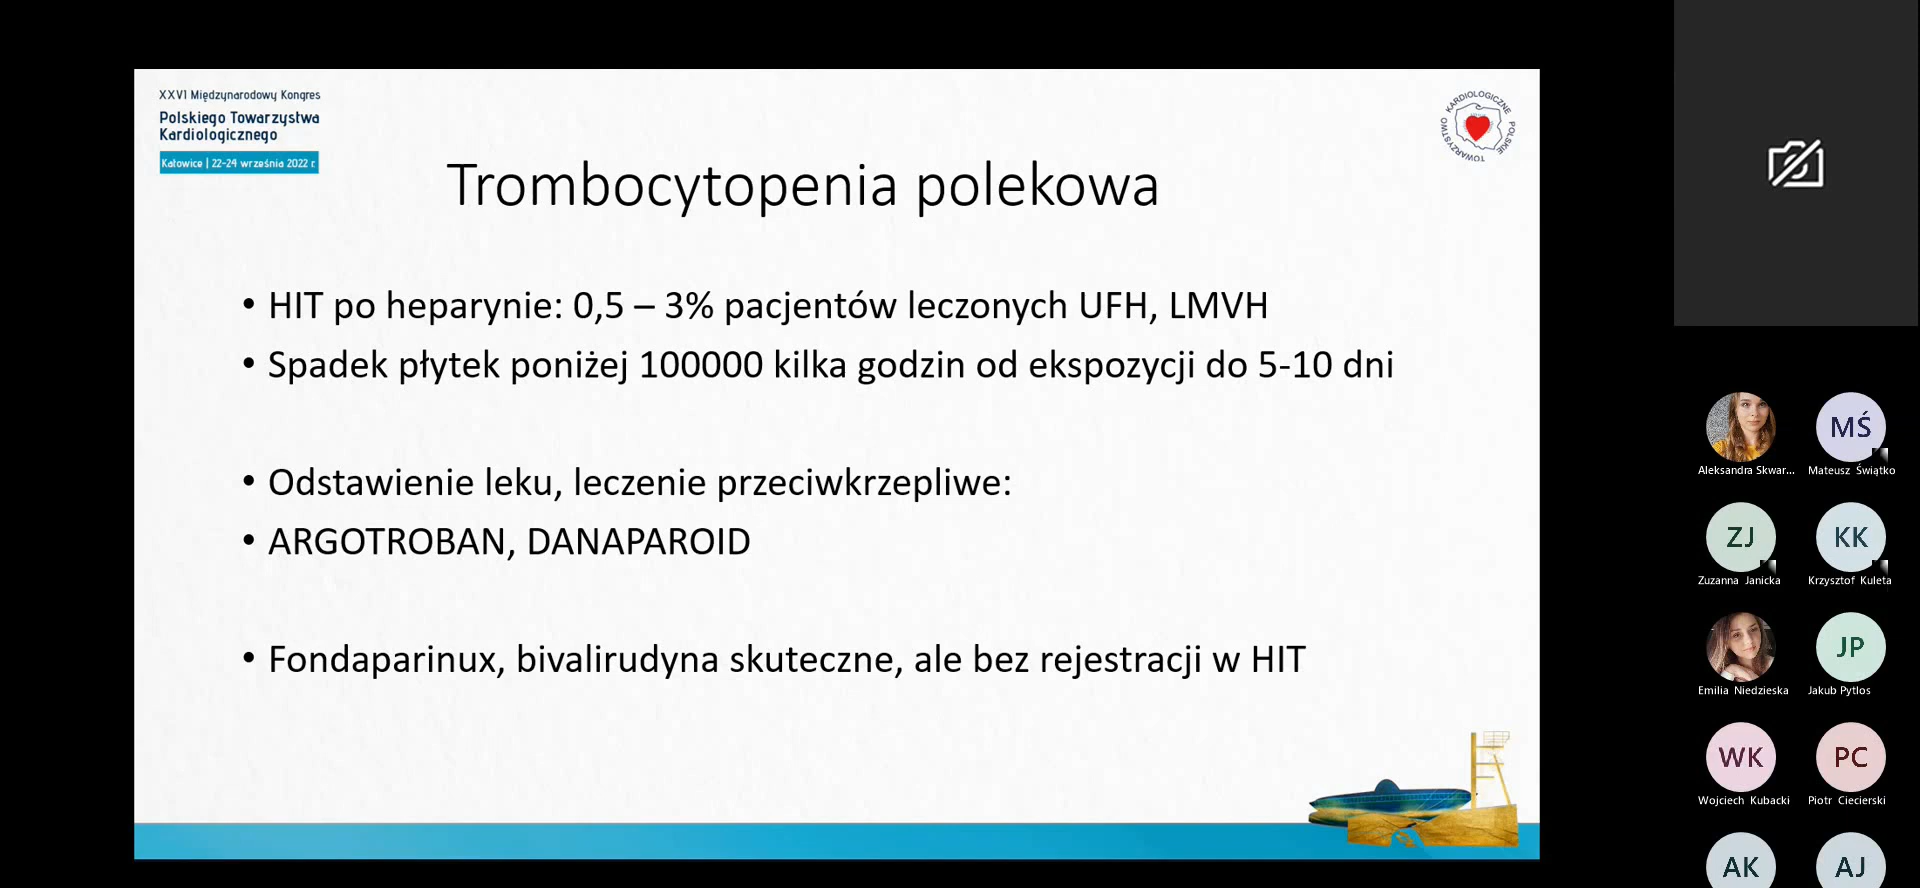 XXVI Międzynarodowy Kongres
Polskiego Towarzystwa
Kardiologicznego
Katowice | 22-24 września 2022 r.
POLSKIE TOWARZYSTWO KARDIOLOGICZNE
Trombocytopenia polekowa
• HIT po heparynie: 0,5 – 3% pacjentów leczonych UFH, LMVH
• Spadek płytek poniżej 100000 kilka godzin od ekspozycji do 5-10 dni
• Odstawienie leku, leczenie przeciwkrzepliwe:
• ARGOTROBAN, DANAPAROID
• Fondaparinux, bivalirudyna skuteczne, ale bez rejestracji w HIT
MŚ
Aleksandra Skwar... Mateusz Świątko
ZJ KK
Zuzanna Janicka Krzysztof Kuleta
JP
Emilia Niedzieska Jakub Pytlos
WK PC
Wojciech Kubacki Piotr Ciecierski
AK AJ